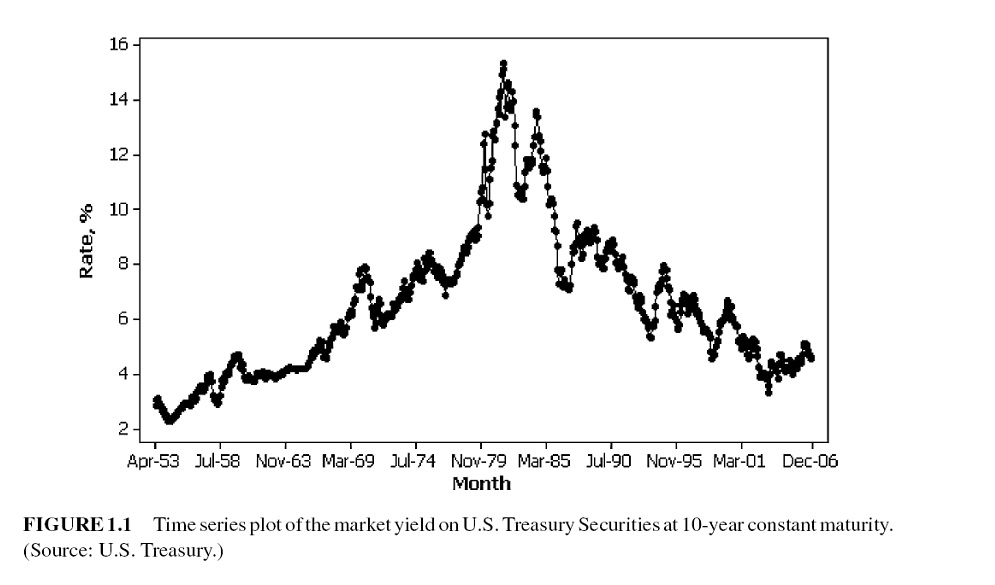 16
14
12
10
8
6
4
2
Rate, %
Apr-53 Jul-58 Nov-63 Mar-69 Jul-74 Nov-79 Mar-85 Jul-90 Nov-95 Mar-01 Dec-06
Month
FIGURE 1.1 Time series plot of the market yield on U.S. Treasury Securities at 10-year constant maturity.
(Source: U.S. Treasury.)